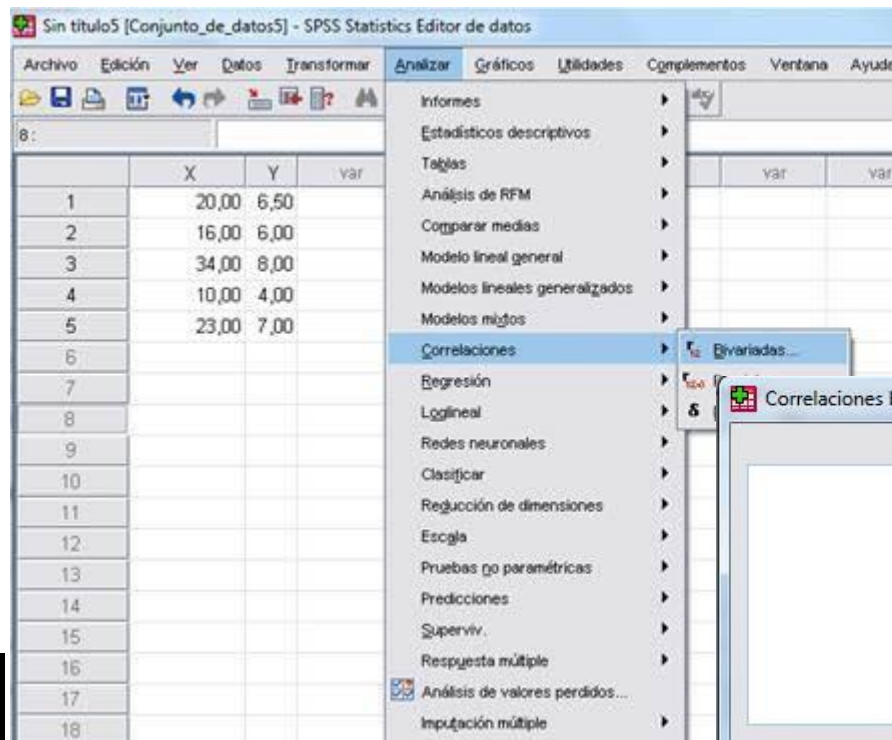 Sin título5 [Conjunto_de_datos5] - SPSS Statistics Editor de datos
Archivo Edición Ver Datos Transformar Analizar Gráficos Utilidades Complementos Ventana Ayuda
8 :
X Y var var var
1 20,00 6,50
2 16,00 6,00
3 34,00 8,00
4 10,00 4,00
5 23,00 7,00
6
7
8
9
10
11
12
13
14
15
16
17
18
Informes
Estadísticos descriptivos
Tablas
Análisis de RFM
Comparar medias
Modelo lineal general
Modelos lineales generalizados
Modelos mixtos
Correlaciones
Regresión
Loglineal
Redes neuronales
Clasificar
Reducción de dimensiones
Escala
Pruebas no paramétricas
Predicciones
Superviv.
Respuesta múltiple
Análisis de valores perdidos...
Imputación múltiple
Bivariadas...
Correlaciones